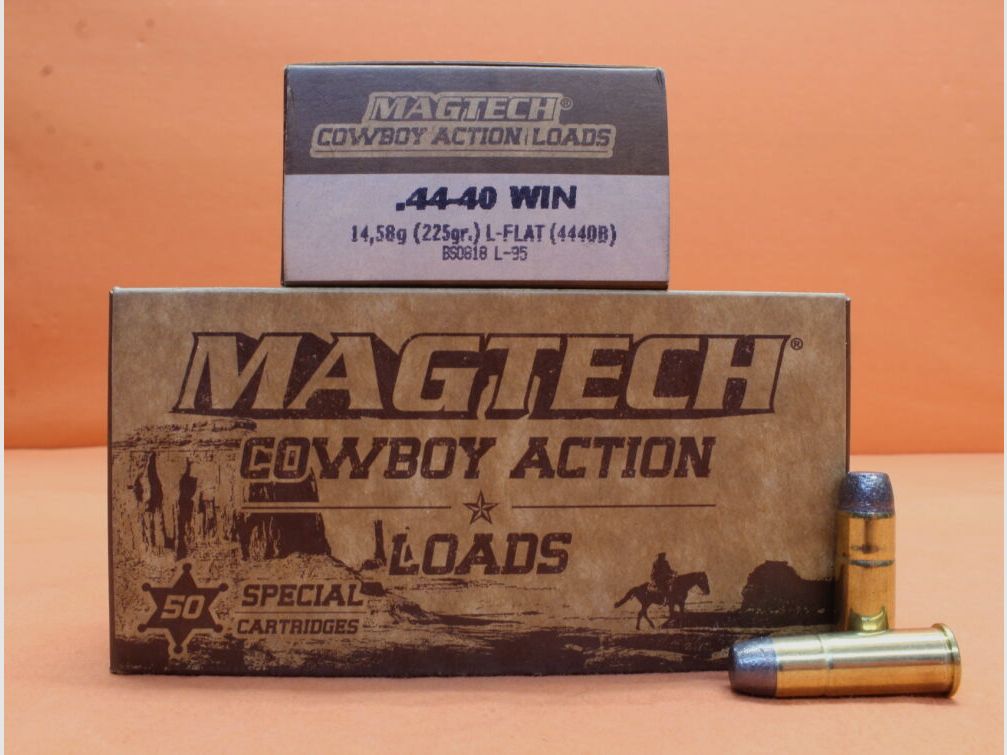 MAGTECH®
COWBOY ACTION LOADS
.44-40 WIN
14,58g (225gr.) L-FLAT (4440B)
BS0818 L-95
MAGTECH®
COWBOY ACTION
LOADS
50
SPECIAL
CARTRIDGES